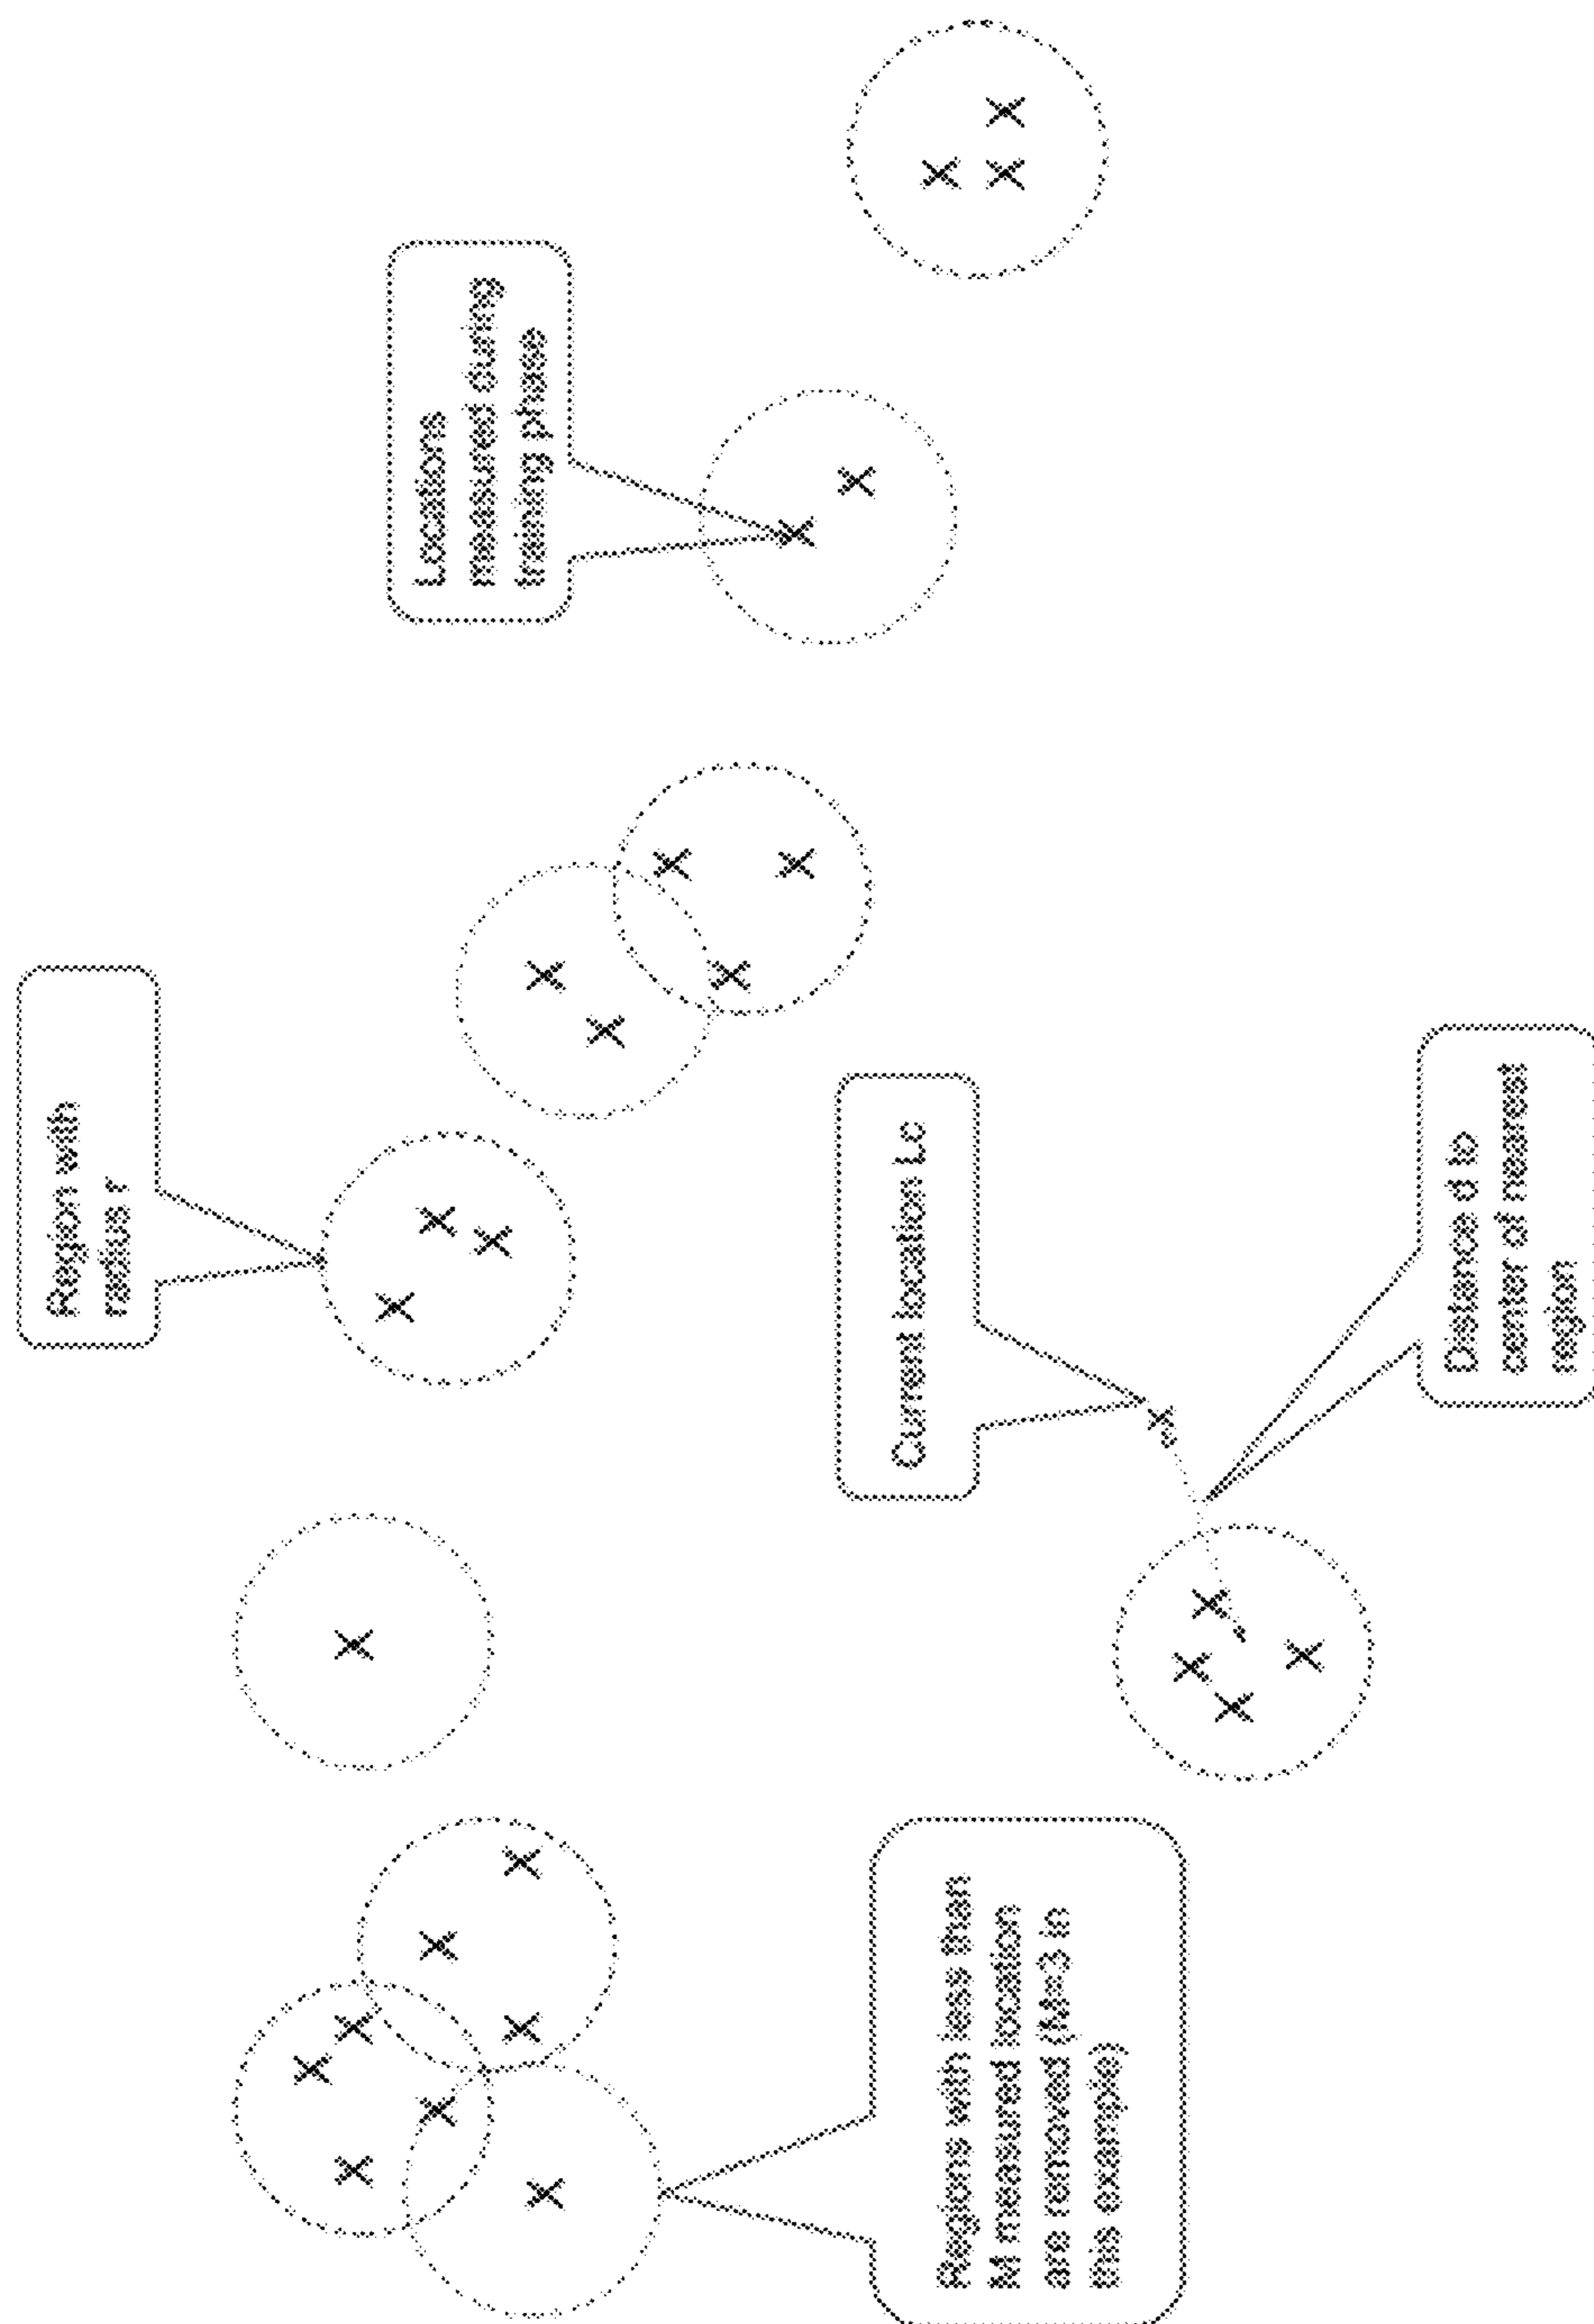 Region with
radius r
Locations
measured during
training phase
Current location Lc
Regions with less than
M measured location
are removed (M=3 in
this example)
Distance d to
center of nearest
region